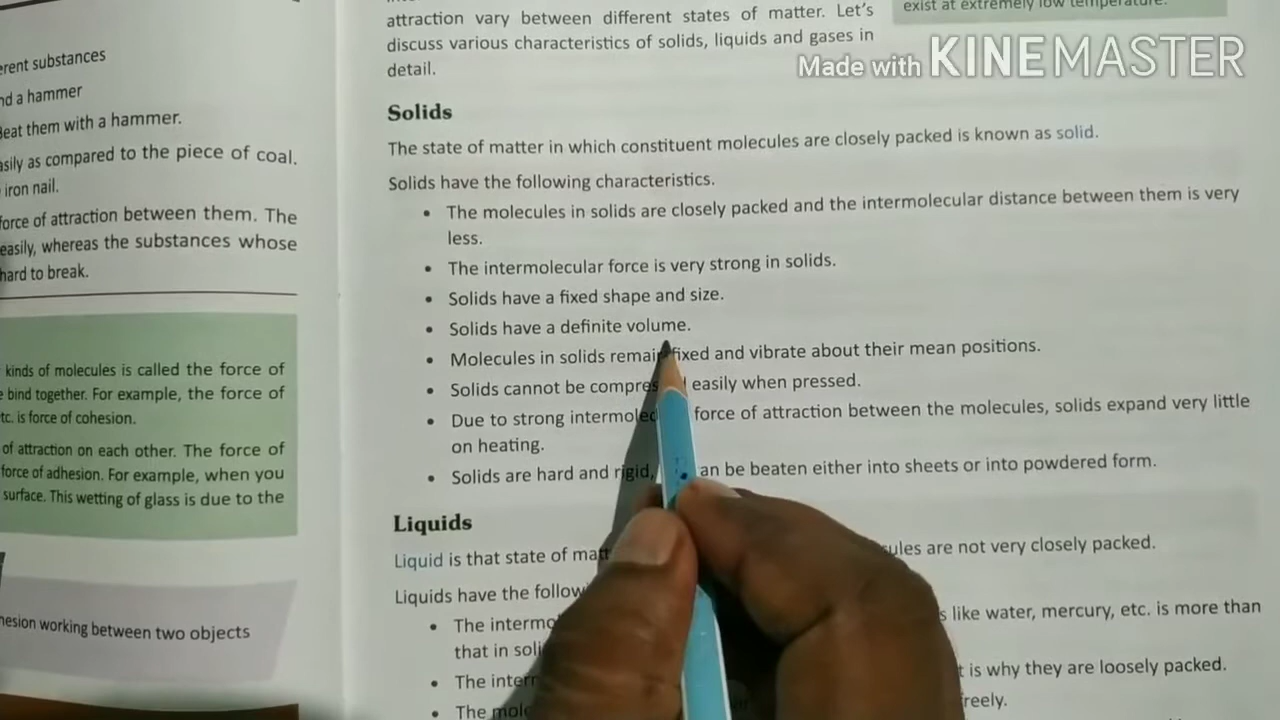 erent substances
nd a hammer
Beat them with a hammer.
asily as compared to the piece of coal.
iron nail.
force of attraction between them. The
easily, whereas the substances whose
hard to break.
kinds of molecules is called the force of
bind together. For example, the force of
tc. is force of cohesion.
of attraction on each other. The force of
force of adhesion. For example, when you
surface. This wetting of glass is due to the
hesion working between two objects
attraction vary between different states of matter. Let's
discuss various characteristics of solids, liquids and gases in
detail.
exist at extremely low temperature.
Made with KINEMASTER
Solids
The state of matter in which constituent molecules are closely packed is known as solid.
Solids have the following characteristics.
• The molecules in solids are closely packed and the intermolecular distance between them is very
less.
• The intermolecular force is very strong in solids.
• Solids have a fixed shape and size.
• Solids have a definite volume.
• Molecules in solids remain fixed and vibrate about their mean positions.
• Solids cannot be compres easily when pressed.
• Due to strong intermolec force of attraction between the molecules, solids expand very little
on heating.
• Solids are hard and rigid, an be beaten either into sheets or into powdered form.
Liquids
Liquid is that state of matt ules are not very closely packed.
Liquids have the follow
• The intermo s like water, mercury, etc. is more than
that in soli
• The inter t is why they are loosely packed.
• The mole reely.